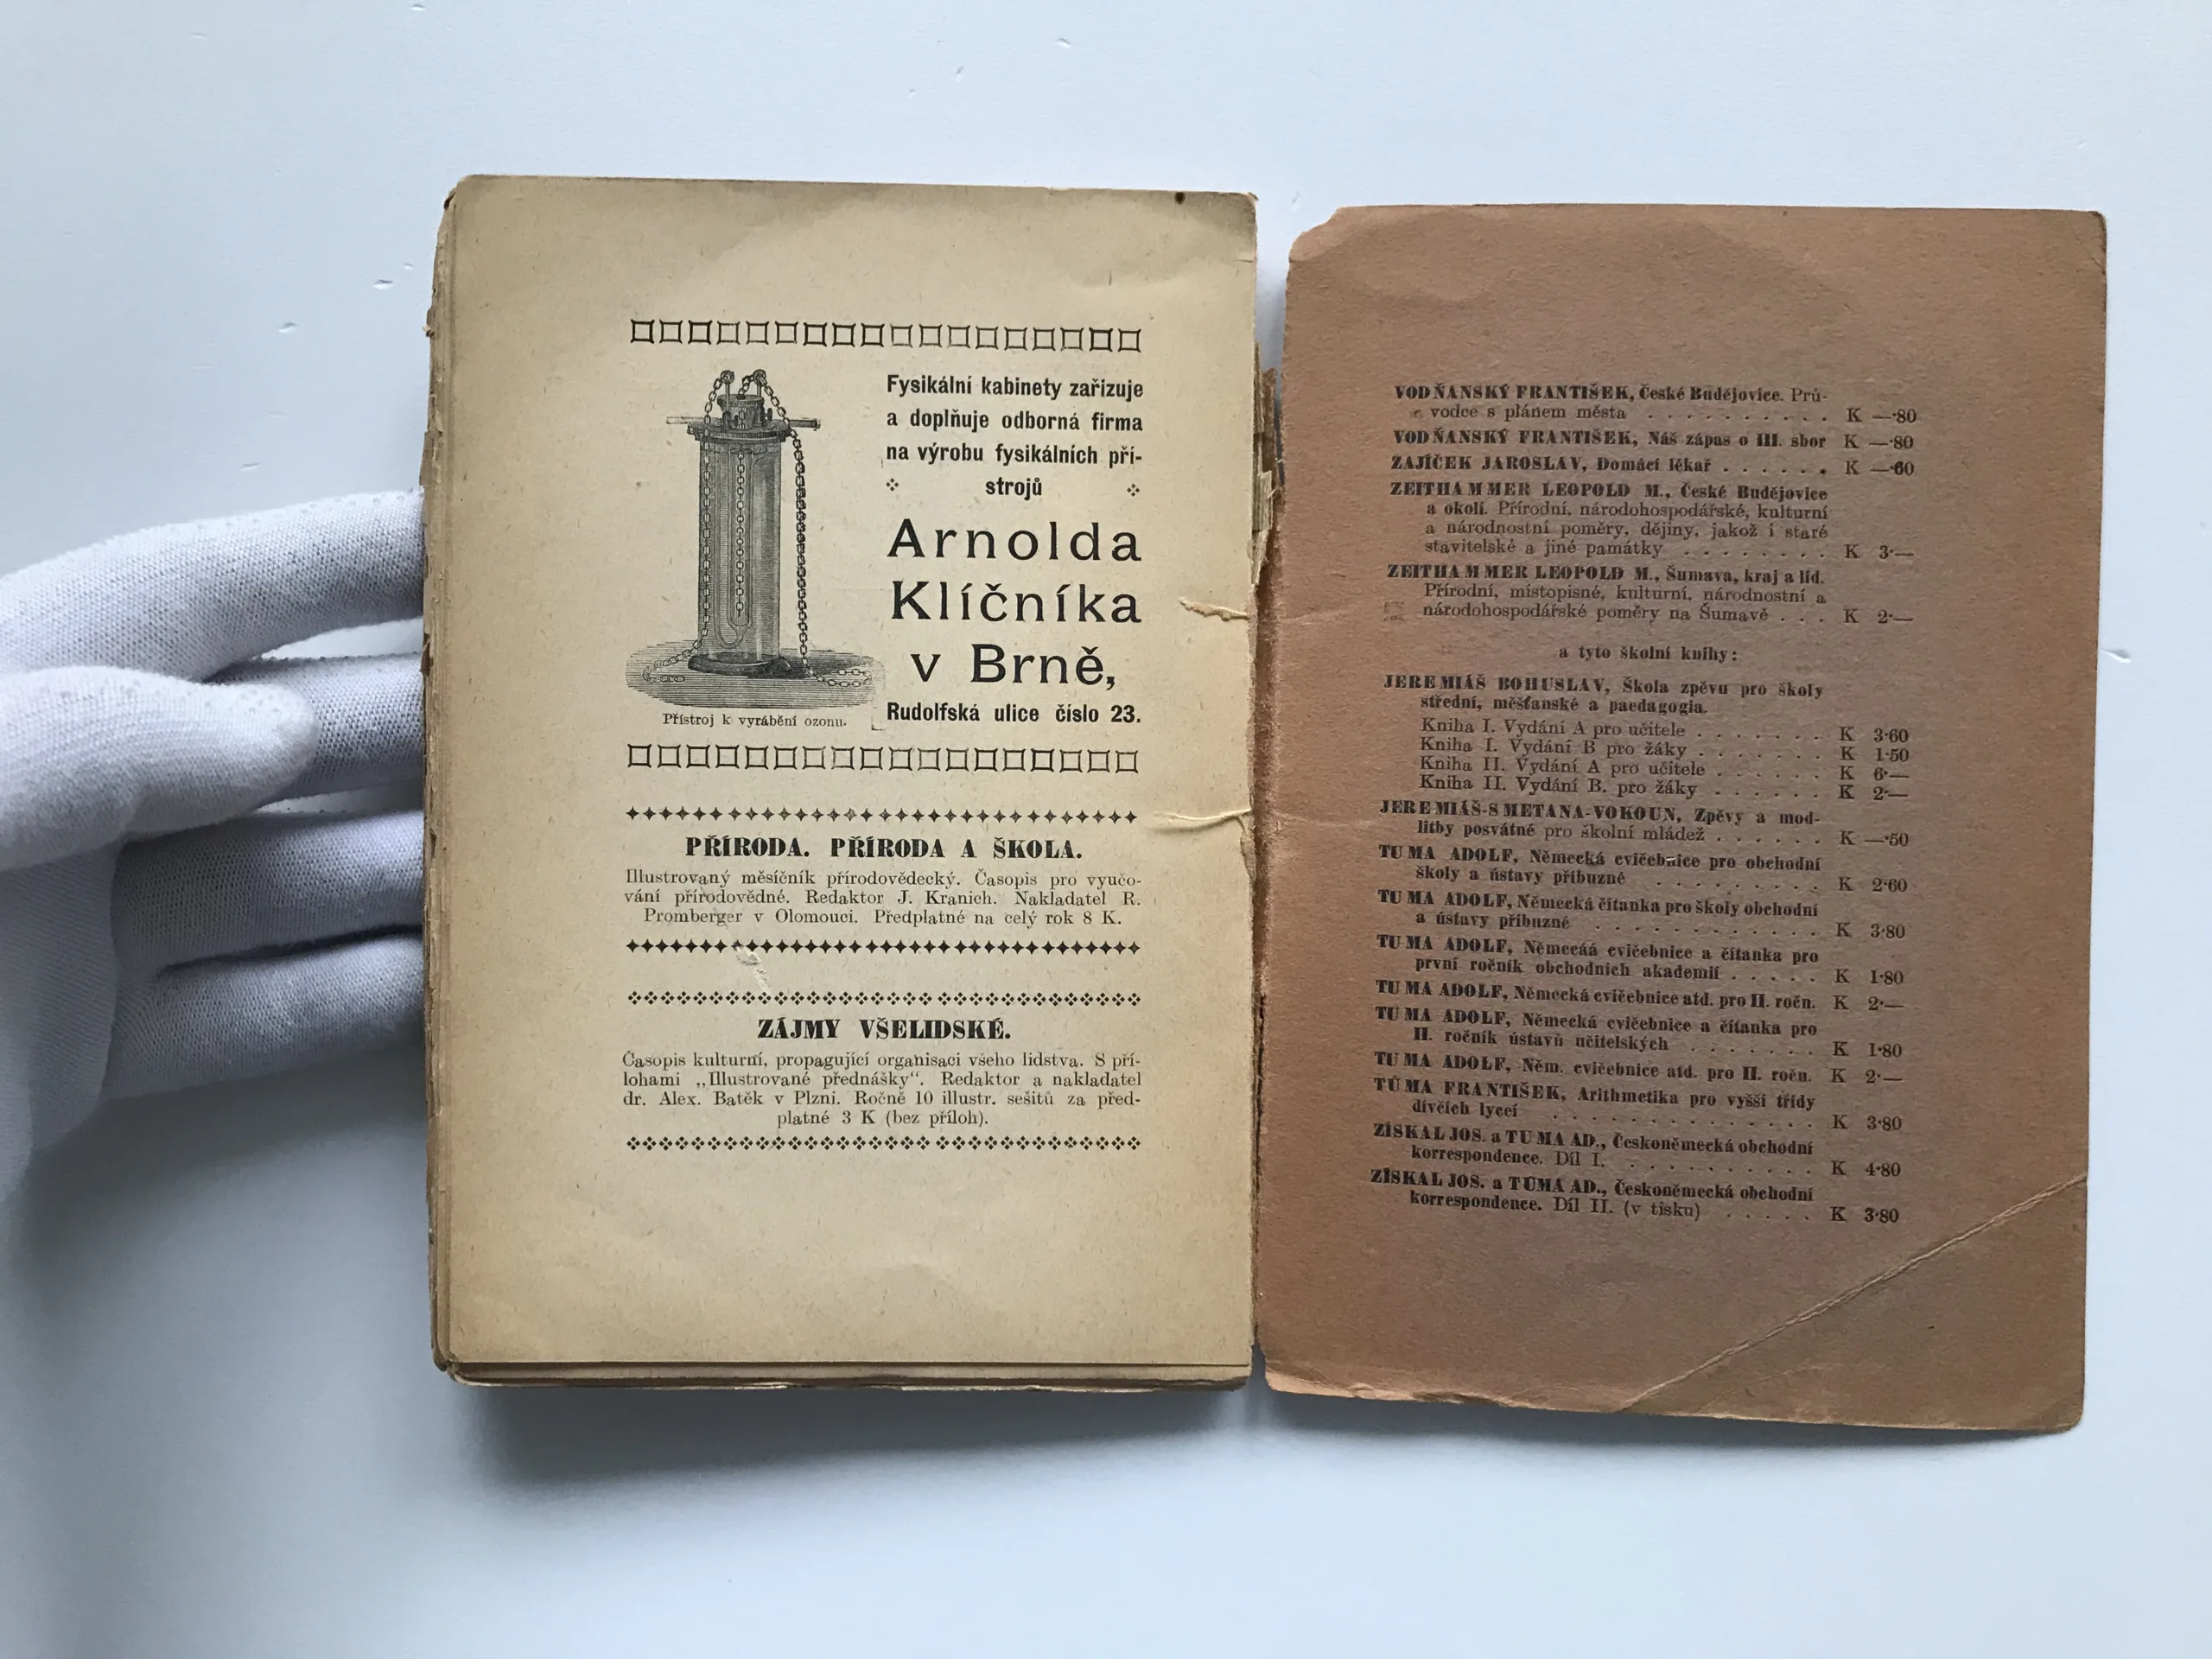 Fysikální kabinety zařizuje
a doplňuje odborná firma
na výrobu fysikálních pří-
strojů
Arnolda
Klíčníka
v Brně,
Rudolfská ulice číslo 23.
Přístroj k vyrábění ozonu.
PŘÍRODA. PŘÍRODA A ŠKOLA.
Illustrovaný měsíčník přírodovědecký. Časopis pro vyučo-
vání přírodovědné. Redaktor J. Kranich. Nakladatel R.
Promberger v Olomouci. Předplatné na celý rok 8 K.
ZÁJMY VŠELIDSKÉ.
Časopis kulturní, propagující organisaci všeho lidstva. S pří-
lohami „Illustrované přednášky“. Redaktor a nakladatel
dr. Alex. Batěk v Plzni. Ročně 10 illustr. sešitů za před-
platné 3 K (bez příloh).
VODŇANSKÝ FRANTIŠEK, České Budějovice. Prů-
vodce s plánem města . . . . . . . . . . K —·80
VODŇANSKÝ FRANTIŠEK, Náš zápas o III. sbor K —·80
ZAJÍČEK JAROSLAV, Domácí lékař . . . . . . K —·60
ZEITHAMMER LEOPOLD M., České Budějovice
a okolí. Přírodní, národohospodářské, kulturní
a národnostní poměry, dějiny, jakož i staré
stavitelské a jiné památky . . . . . . . . K 3·—
ZEITHAMMER LEOPOLD M., Šumava, kraj a lid.
Přírodní, místopisné, kulturní, národnostní a
národohospodářské poměry na Šumavě . . . K 2·—
a tyto školní knihy:
JEREMIÁŠ BOHUSLAV, Škola zpěvu pro školy
střední, měšťanské a paedagogia.
Kniha I. Vydání A pro učitele . . . . . . . K 3·60
Kniha I. Vydání B pro žáky . . . . . . . K 1·50
Kniha II. Vydání A pro učitele . . . . . . K 6·—
Kniha II. Vydání B. pro žáky . . . . . . K 2·—
JEREMIÁŠ-SMETANA-VOKOUN, Zpěvy a mod-
litby posvátné pro školní mládež . . . . . . K —·50
TUMA ADOLF, Německá cvičebnice pro obchodní
školy a ústavy příbuzné . . . . . . . . . K 2·60
TUMA ADOLF, Německá čítanka pro školy obchodní
a ústavy příbuzné . . . . . . . . . . . . K 3·80
TUMA ADOLF, Němecáá cvičebnice a čítanka pro
první ročník obchodních akademií . . . . . K 1·80
TUMA ADOLF, Německá cvičebnice atd. pro II. ročn. K 2·—
TUMA ADOLF, Německá cvičebnice a čítanka pro
II. ročník ústavů učitelských . . . . . . . K 1·80
TUMA ADOLF, Něm. cvičebnice atd. pro II. ročn. K 2·—
TŮMA FRANTIŠEK, Arithmetika pro vyšší třídy
dívčích lyceí . . . . . . . . . . . . . K 3·80
ZÍSKAL JOS. a TUMA AD., Českoněmecká obchodní
korrespondence. Díl I. . . . . . . . . . . K 4·80
ZÍSKAL JOS. a TUMA AD., Českoněmecká obchodní
korrespondence. Díl II. (v tisku) . . . . . K 3·80